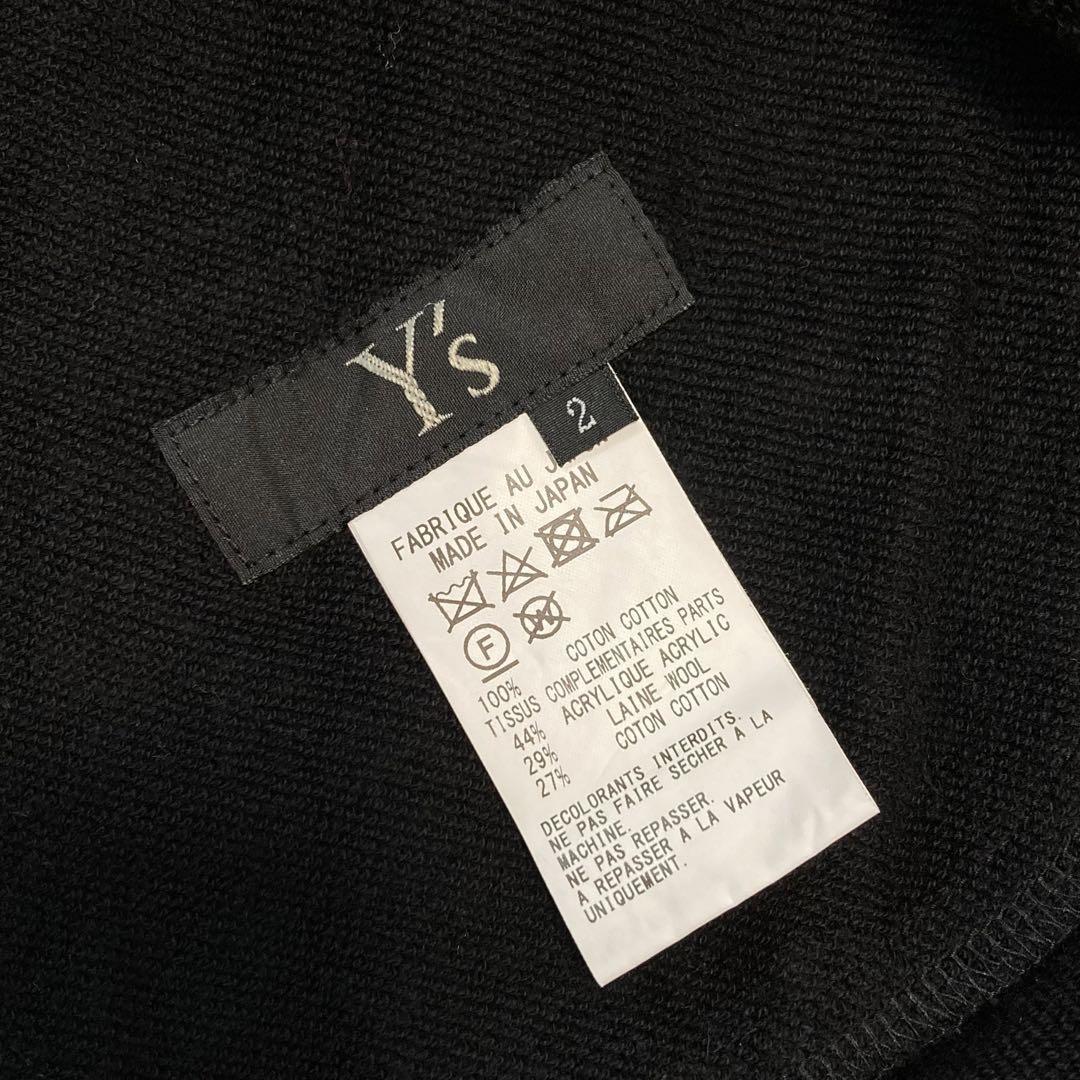 Y's
2
FABRIQUE AU
MADE IN JAPAN
F
W
100% COTON COTTON
TISSUS COMPLEMENTAIRES PARTS
44% ACRYLIQUE ACRYLIC
29% LAINE WOOL
27% COTON COTTON
DECOLORANTS INTERDITS.
NE PAS FAIRE SECHER A LA
MACHINE.
NE PAS REPASSER.
A REPASSER A LA VAPEUR
UNIQUEMENT.